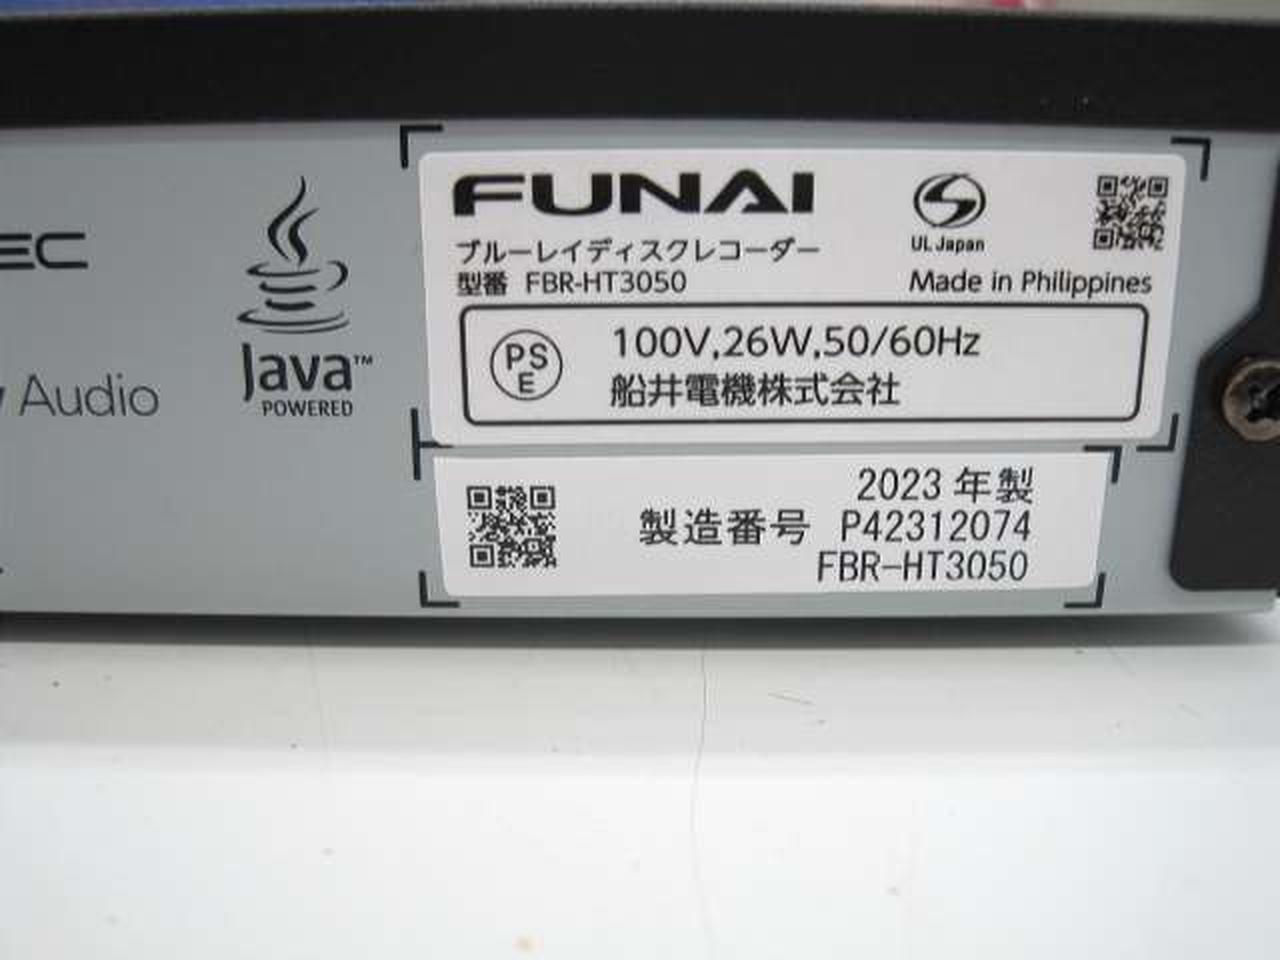 EC
Audio
Java™
POWERED
FUNAI
ブルーレイディスクレコーダー
型番 FBR-HT3050
UL Japan
Made in Philippines
PS
E
100V,26W,50/60Hz
船井電機株式会社
2023 年製
製造番号 P42312074
FBR-HT3050